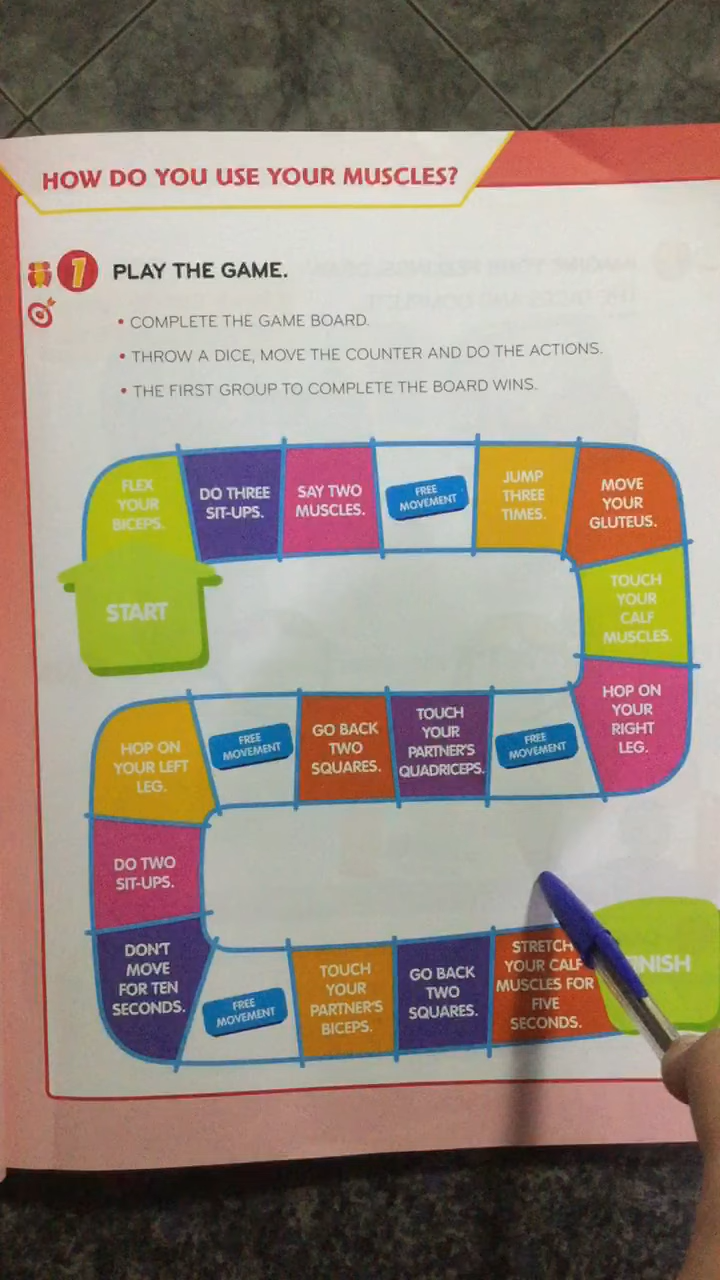 HOW DO YOU USE YOUR MUSCLES?
1 PLAY THE GAME.
• COMPLETE THE GAME BOARD.
• THROW A DICE, MOVE THE COUNTER AND DO THE ACTIONS.
• THE FIRST GROUP TO COMPLETE THE BOARD WINS.
START
FLEX
YOUR
BICEPS.
DO THREE
SIT-UPS.
SAY TWO
MUSCLES.
FREE
MOVEMENT
JUMP
THREE
TIMES.
MOVE
YOUR
GLUTEUS.
TOUCH
YOUR
CALF
MUSCLES.
HOP ON
YOUR
RIGHT
LEG.
FREE
MOVEMENT
TOUCH
YOUR
PARTNER'S
QUADRICEPS.
GO BACK
TWO
SQUARES.
FREE
MOVEMENT
HOP ON
YOUR LEFT
LEG.
DO TWO
SIT-UPS.
DON'T
MOVE
FOR TEN
SECONDS.
FREE
MOVEMENT
TOUCH
YOUR
PARTNER'S
BICEPS.
GO BACK
TWO
SQUARES.
STRETCH
YOUR CALF
MUSCLES FOR
FIVE
SECONDS.